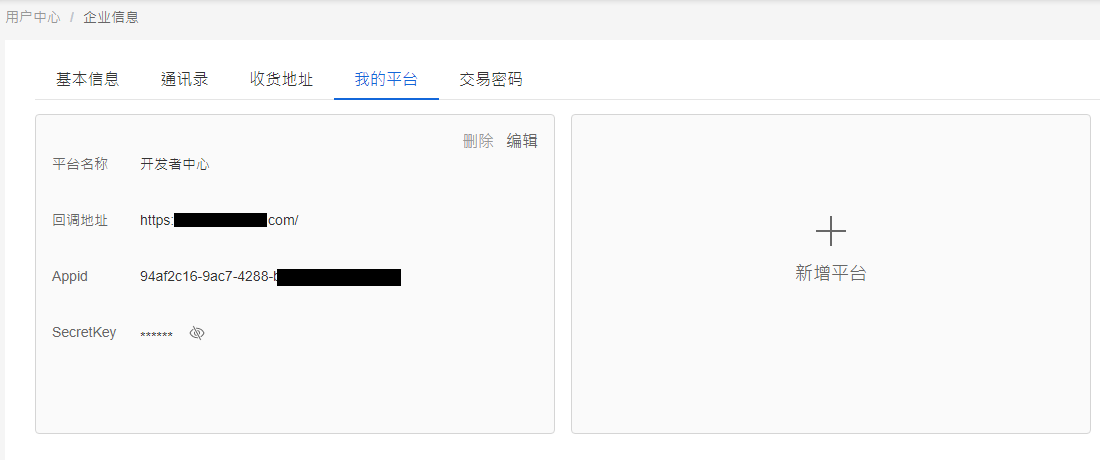 用户中心 / 企业信息
基本信息 通讯录 收货地址 我的平台 交易密码
删除 编辑
平台名称 开发者中心
回调地址 https: com/
Appid 94af2c16-9ac7-4288-
SecretKey ******
新增平台